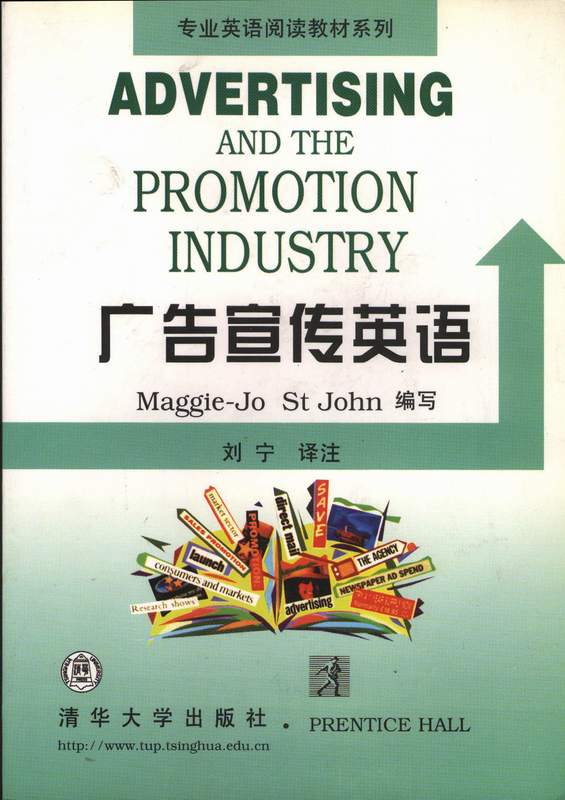 专业英语阅读教材系列
ADVERTISING
AND THE
PROMOTION
INDUSTRY
广告宣传英语
Maggie-Jo St John 编写
刘宁 译注
SAVE
market sector
direct mail
SALES PROMOTION
PROMOTION
launch
THE AGENCY
consumers and markets
NEWSPAPER AD SPEND
Research shows
advertising
清华大学出版社 · PRENTICE HALL
http://www.tup.tsinghua.edu.cn